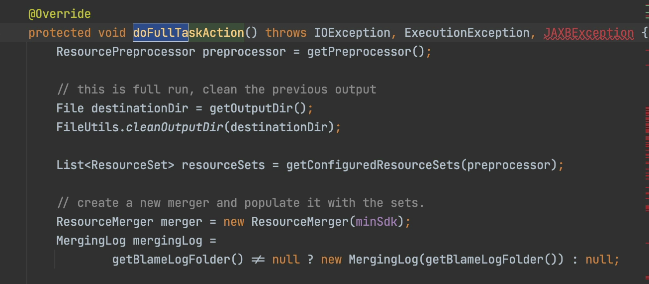 @Override
protected void doFullTaskAction() throws IOException, ExecutionException, JAXBException {
ResourcePreprocessor preprocessor = getPreprocessor();
// this is full run, clean the previous output
File destinationDir = getOutputDir();
FileUtils.cleanOutputDir(destinationDir);
List<ResourceSet> resourceSets = getConfiguredResourceSets(preprocessor);
// create a new merger and populate it with the sets.
ResourceMerger merger = new ResourceMerger(minSdk);
MergingLog mergingLog =
getBlameLogFolder() ≠ null ? new MergingLog(getBlameLogFolder()) : null;